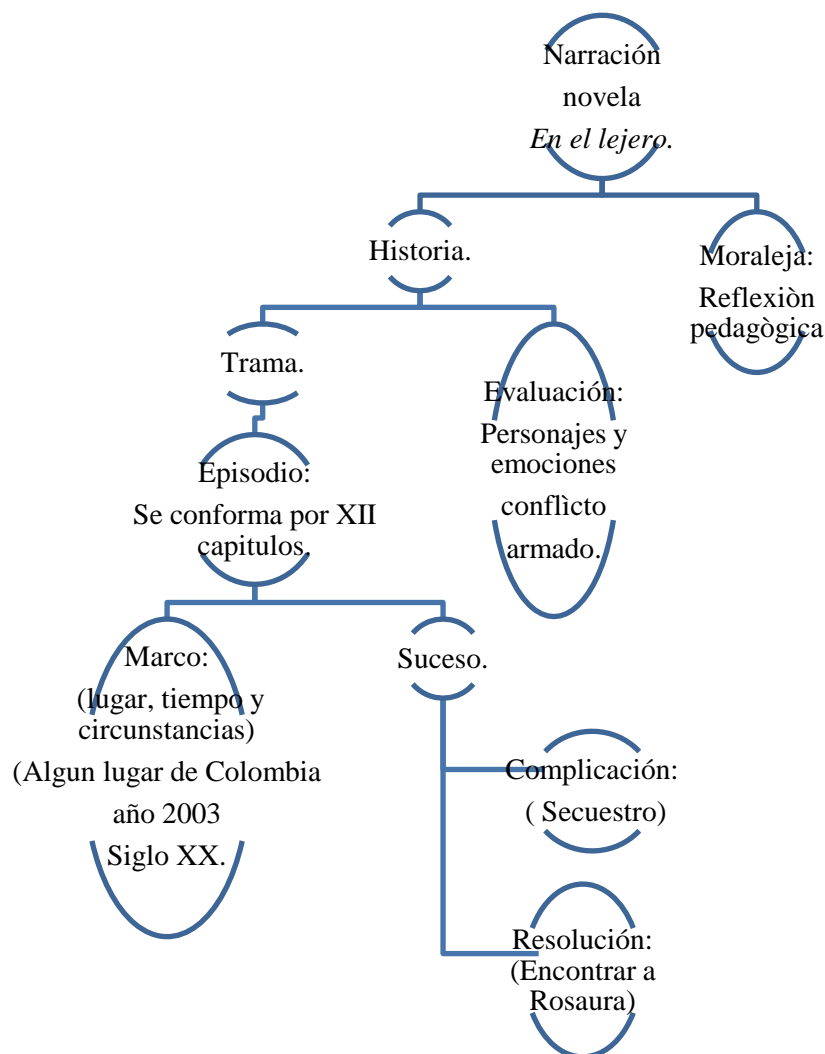 Narración
novela
En el lejero.
Historia.
Moraleja:
Reflexiòn
pedagògica
Trama.
Evaluación:
Personajes y
emociones
conflìcto
armado.
Episodio:
Se conforma por XII
capitulos.
Marco:
(lugar, tiempo y
circunstancias)
(Algun lugar de Colombia
año 2003
Siglo XX.
Suceso.
Complicación:
( Secuestro)
Resolución:
(Encontrar a
Rosaura)